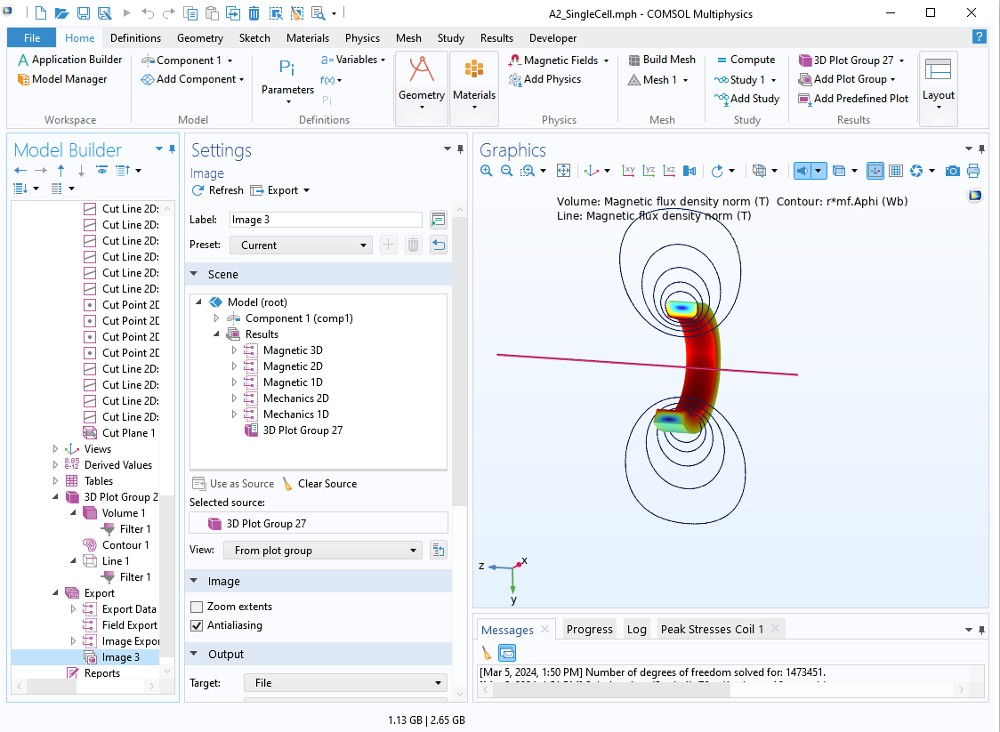 A2_SingleCell.mph - COMSOL Multiphysics
File Home Definitions Geometry Sketch Materials Physics Mesh Study Results Developer ?
Application Builder
Model Manager
Workspace
Component 1
Add Component
Model
Pi
Parameters
a= Variables
f(x)
Pi
Definitions
Geometry
Materials
Magnetic Fields
Add Physics
Physics
Build Mesh
Mesh 1
Mesh
Compute
Study 1
Add Study
Study
3D Plot Group 27
Add Plot Group
Add Predefined Plot
Results
Layout
Model Builder
Cut Line 2D:
Cut Line 2D:
Cut Line 2D:
Cut Line 2D:
Cut Line 2D:
Cut Line 2D:
Cut Point 2D
Cut Point 2D
Cut Point 2D
Cut Point 2D
Cut Line 2D:
Cut Line 2D:
Cut Line 2D:
Cut Line 2D:
Cut Plane 1
Views
8.85
e-12
Derived Values
Tables
3D Plot Group 2
Volume 1
Filter 1
Contour 1
Line 1
Filter 1
Export
Export Data
Field Export
Image Expo
Image 3
Reports
Settings
Image
Refresh Export
Label: Image 3
Preset: Current
Scene
Model (root)
Component 1 (comp1)
Results
Magnetic 3D
Magnetic 2D
Magnetic 1D
Mechanics 2D
Mechanics 1D
3D Plot Group 27
Use as Source Clear Source
Selected source:
3D Plot Group 27
View: From plot group
Image
Zoom extents
Antialiasing
Output
Target: File
Graphics
xy yz xz
Volume: Magnetic flux density norm (T) Contour: r*mf.Aphi (Wb)
Line: Magnetic flux density norm (T)
z
x
y
Messages Progress Log Peak Stresses Coil 1
[Mar 5, 2024, 1:50 PM] Number of degrees of freedom solved for: 1473451.
1.13 GB | 2.65 GB